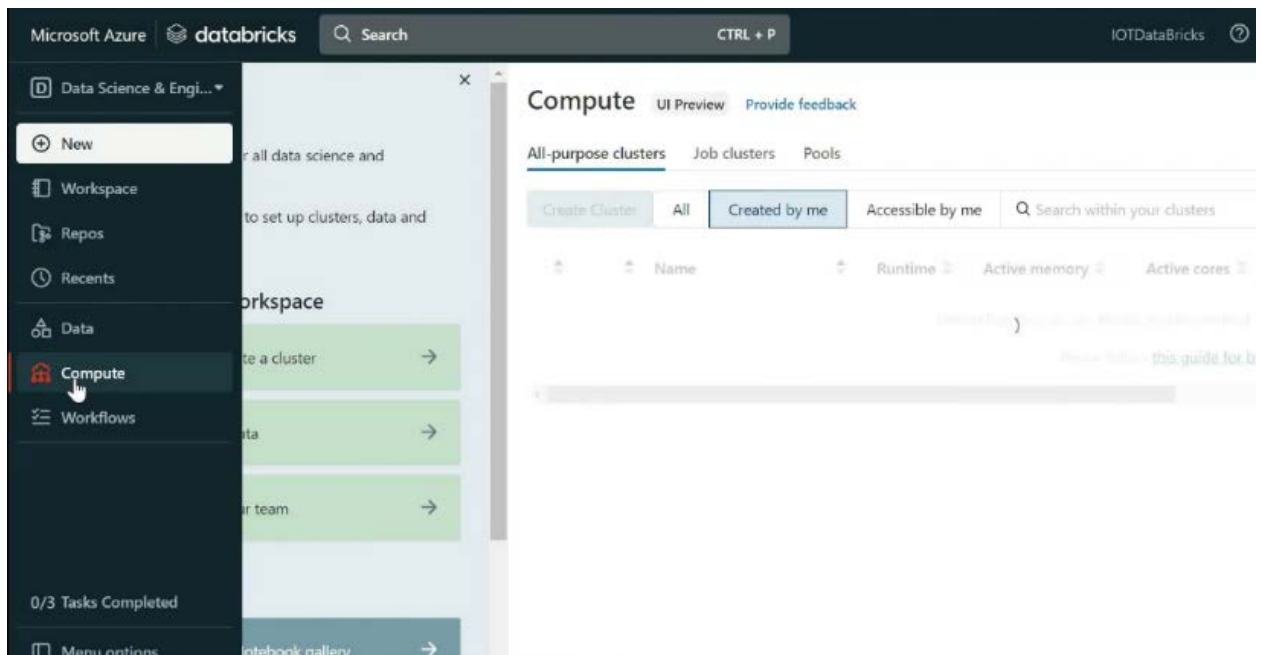 Microsoft Azure databricks Search CTRL + P IOTDataBricks ?
D Data Science & Engi...
New
Workspace
Repos
Recents
Data
Compute
Workflows
0/3 Tasks Completed
Menu options
r all data science and
to set up clusters, data and
orkspace
te a cluster
ata
ur team
otebook gallery
Compute UI Preview Provide feedback
All-purpose clusters Job clusters Pools
Create Cluster All Created by me Accessible by me Search within your clusters
Name Runtime Active memory Active cores
this guide for b